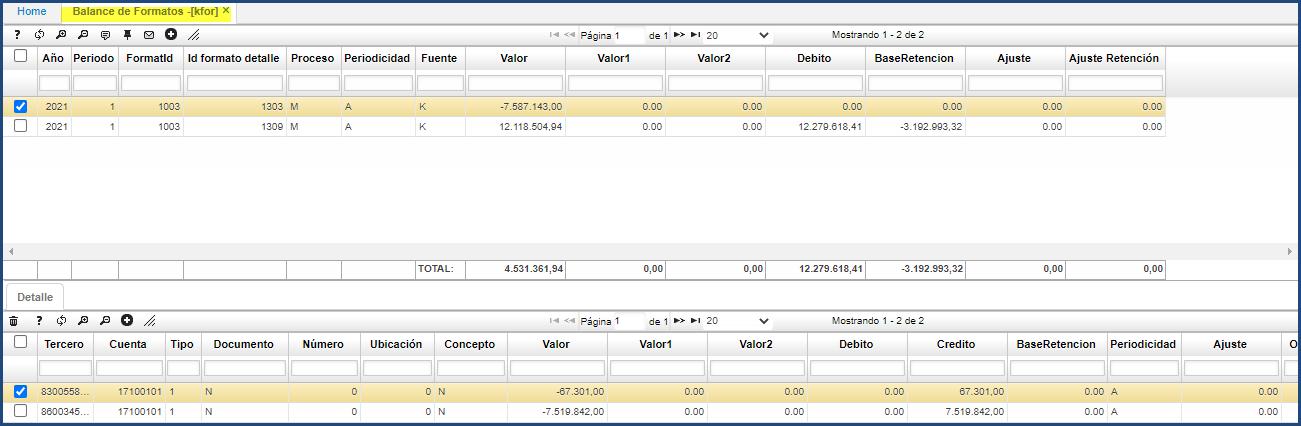 Home Balance de Formatos -[kfor] ×
? Página 1 de 1 20 Mostrando 1 - 2 de 2
Año Periodo FormatId Id formato detalle Proceso Periodicidad Fuente Valor Valor1 Valor2 Debito BaseRetencion Ajuste Ajuste Retención
2021 1 1003 1303 M A K -7.587.143,00 0.00 0.00 0.00 0.00 0.00 0.00
2021 1 1003 1309 M A K 12.118.504,94 0.00 0.00 12.279.618,41 -3.192.993,32 0.00 0.00
TOTAL: 4.531.361,94 0,00 0,00 12.279.618,41 -3.192.993,32 0,00 0,00
Detalle
? Página 1 de 1 20 Mostrando 1 - 2 de 2
Tercero Cuenta Tipo Documento Número Ubicación Concepto Valor Valor1 Valor2 Debito Credito BaseRetencion Periodicidad Ajuste O
8300558... 17100101 1 N 0 0 N -67.301,00 0.00 0.00 0.00 67.301,00 0.00 A 0.00
8600345... 17100101 1 N 0 0 N -7.519.842,00 0.00 0.00 0.00 7.519.842,00 0.00 A 0.00